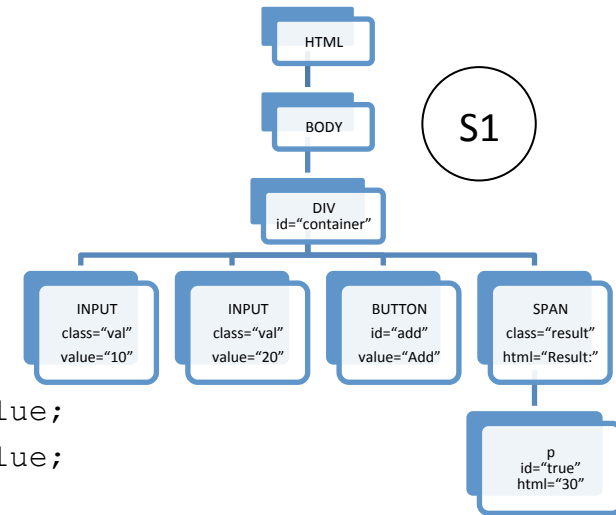 HTML
BODY
S1
DIV
id=“container”
INPUT
class=“val”
value=“10”
INPUT
class=“val”
value=“20”
BUTTON
id=“add”
value=“Add”
SPAN
class=“result”
html=“Result:”
lue;
lue;
p
id=“true”
html=“30”